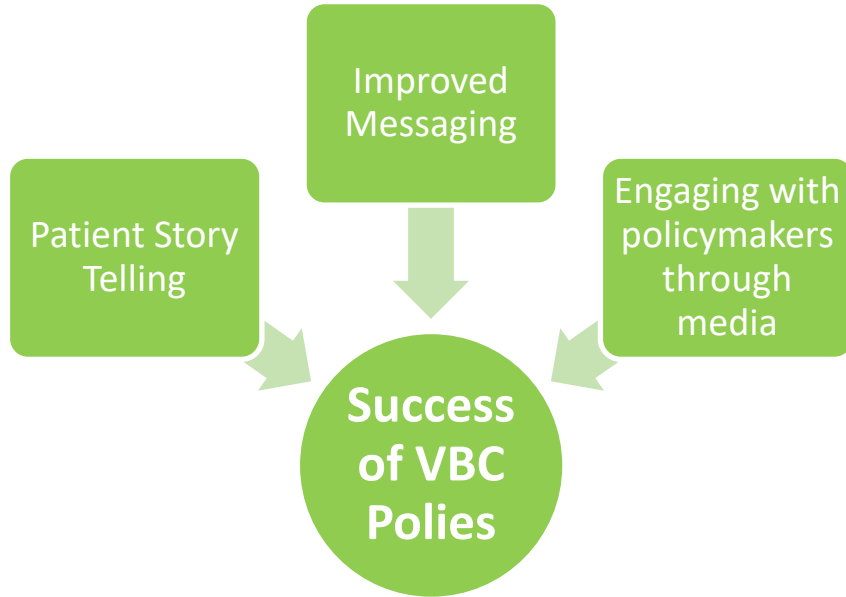 Improved
Messaging
Patient Story
Telling
Engaging with
policymakers
through
media
Success
of VBC
Polies